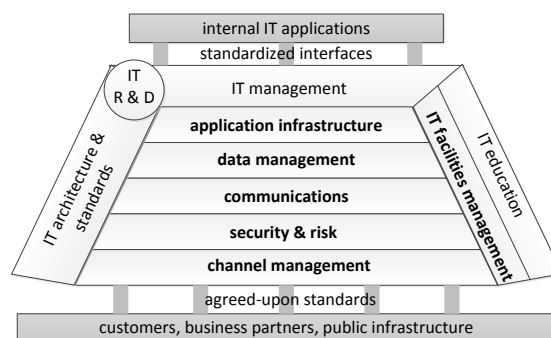 internal IT applications
standardized interfaces
IT
R & D
IT management
application infrastructure
data management
communications
security & risk
channel management
IT architecture &
standards
IT facilities management
IT education
agreed-upon standards
customers, business partners, public infrastructure